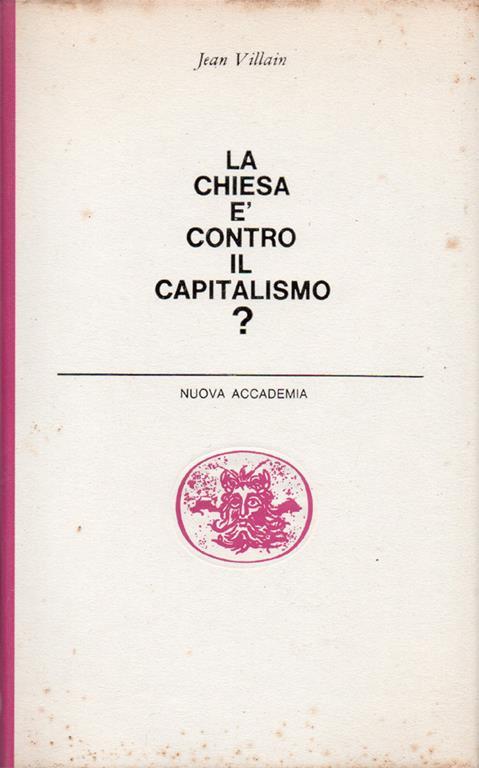 Jean Villain
LA
CHIESA
E'
CONTRO
IL
CAPITALISMO
?
NUOVA ACCADEMIA